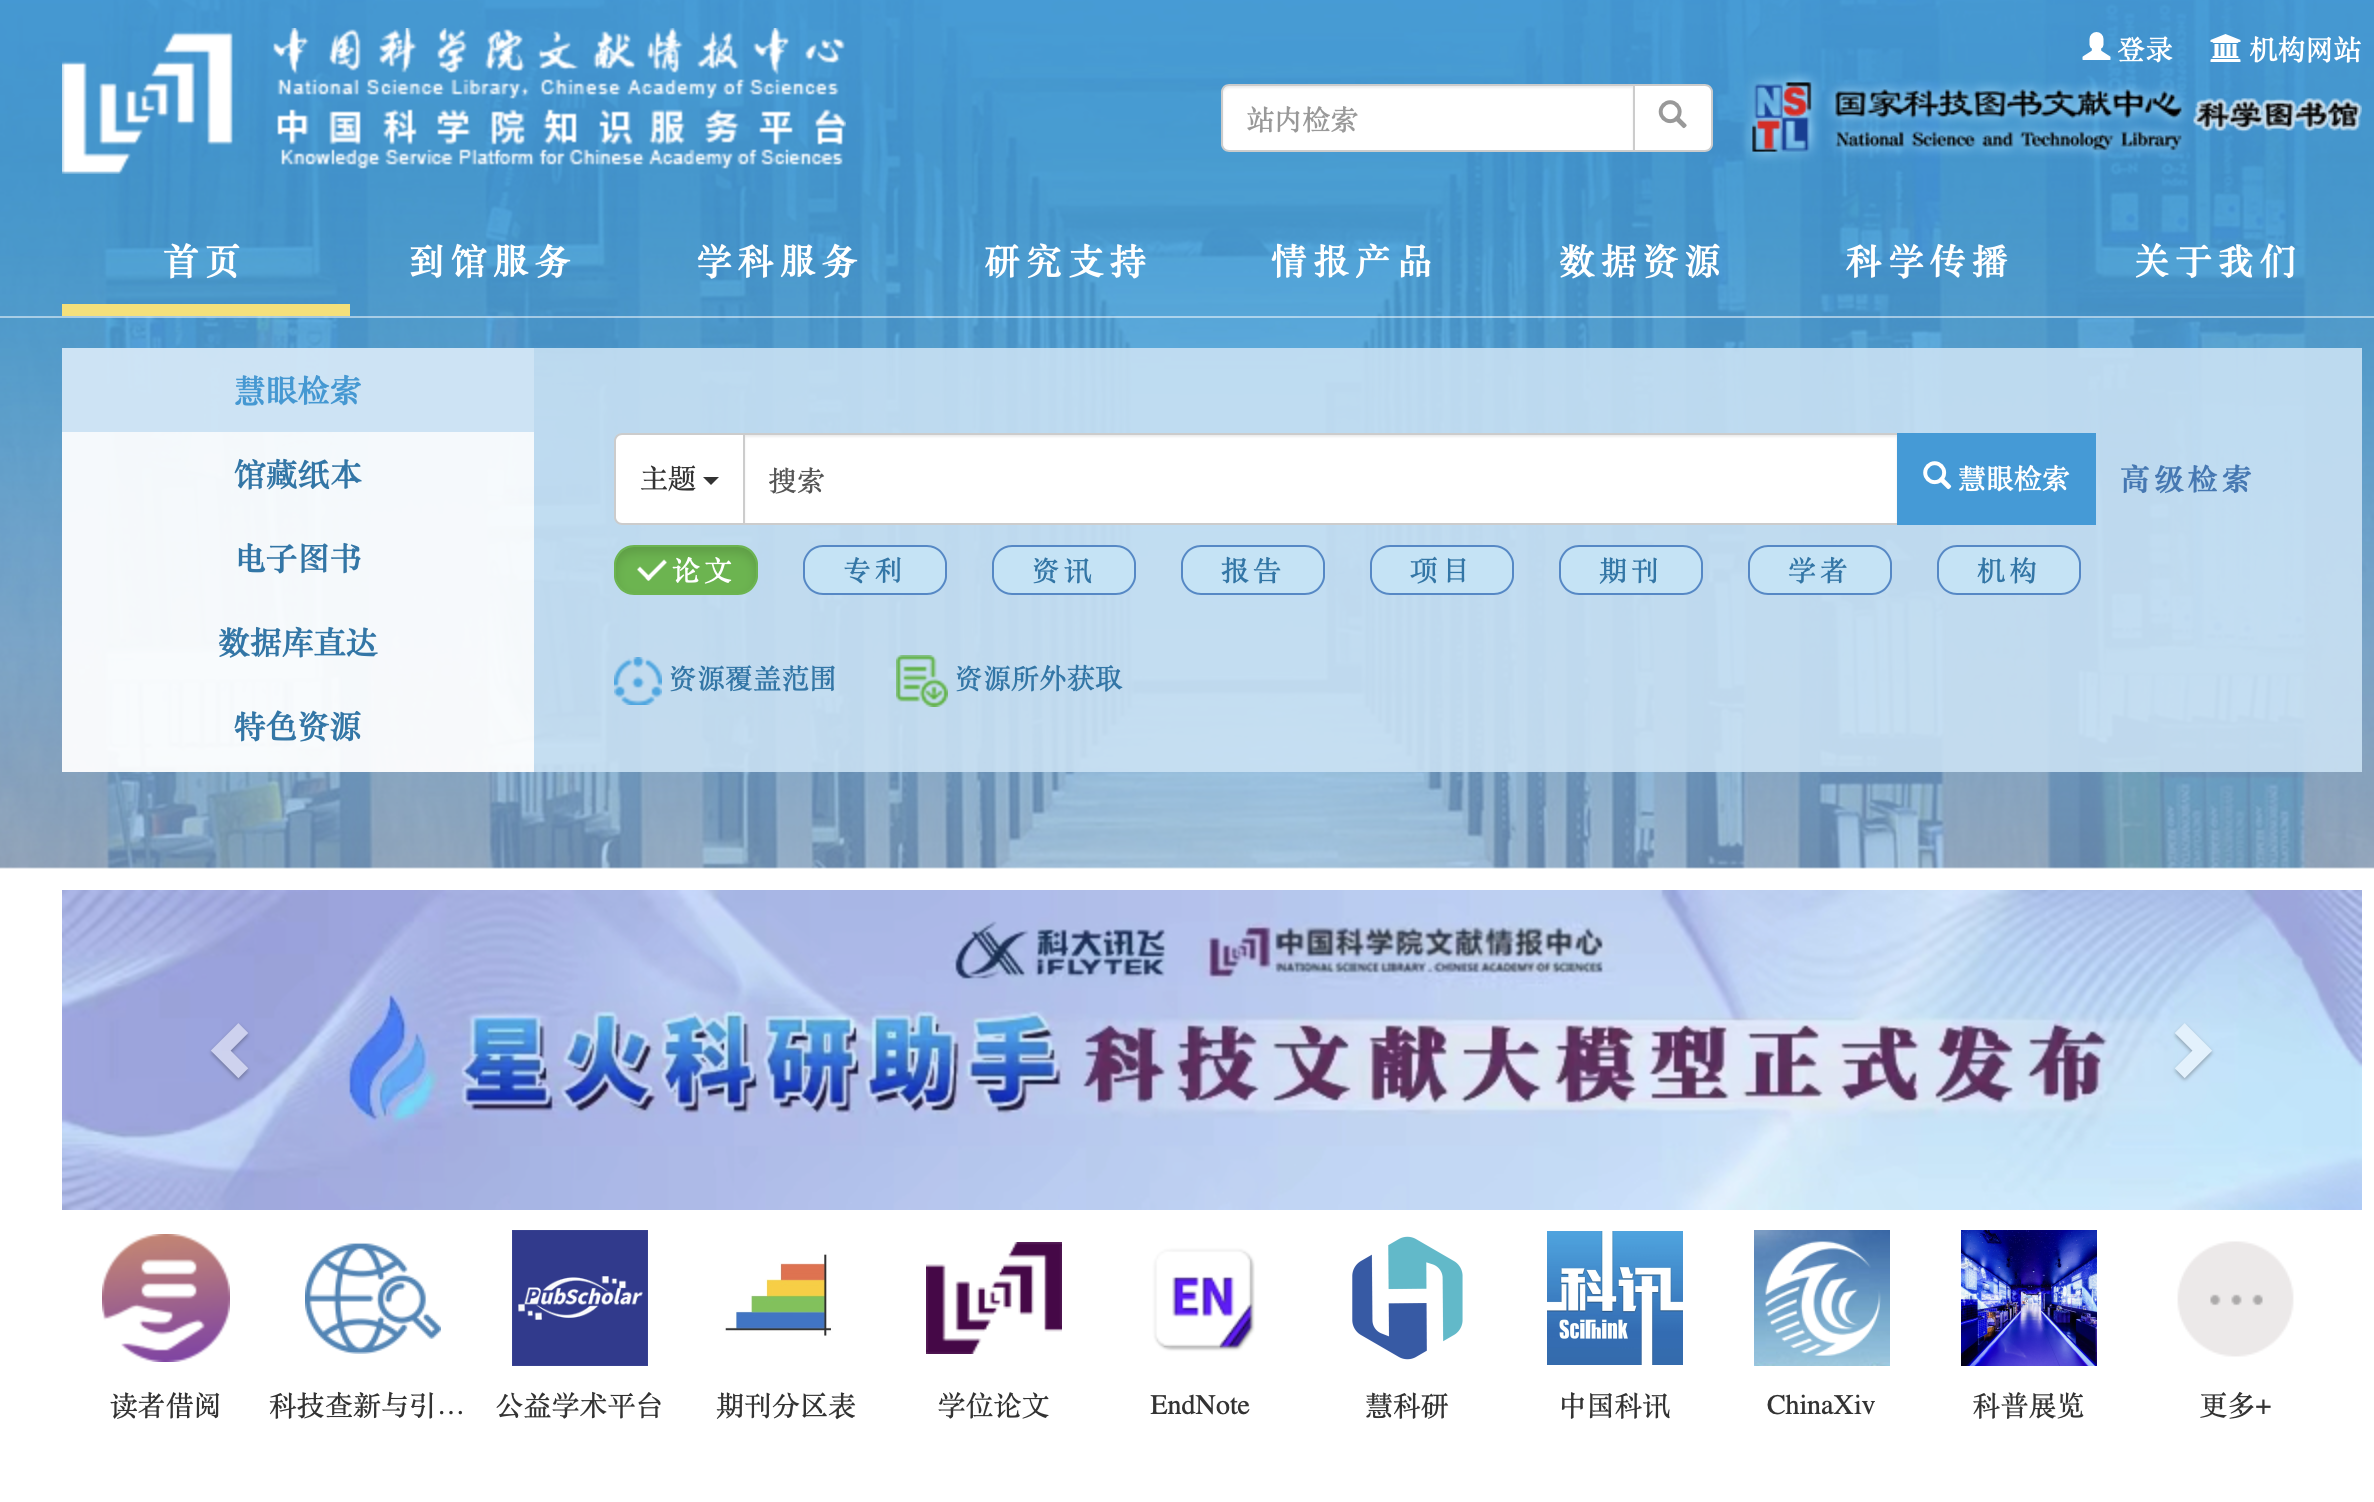 中国科学院文献情报中心
National Science Library, Chinese Academy of Sciences
中国科学院知识服务平台
Knowledge Service Platform for Chinese Academy of Sciences
登录 机构网站
站内检索
NSTL 国家科技图书文献中心 科学图书馆
National Science and Technology Library
首页 到馆服务 学科服务 研究支持 情报产品 数据资源 科学传播 关于我们
慧眼检索
馆藏纸本
电子图书
数据库直达
特色资源
主题 搜索 慧眼检索 高级检索
论文 专利 资讯 报告 项目 期刊 学者 机构
资源覆盖范围 资源所外获取
科大讯飞 中国科学院文献情报中心
iFLYTEK NATIONAL SCIENCE LIBRARY, CHINESE ACADEMY OF SCIENCES
星火科研助手 科技文献大模型正式发布
PubScholar
EN
科讯
SciThink
读者借阅 科技查新与引... 公益学术平台 期刊分区表 学位论文 EndNote 慧科研 中国科讯 ChinaXiv 科普展览 更多+